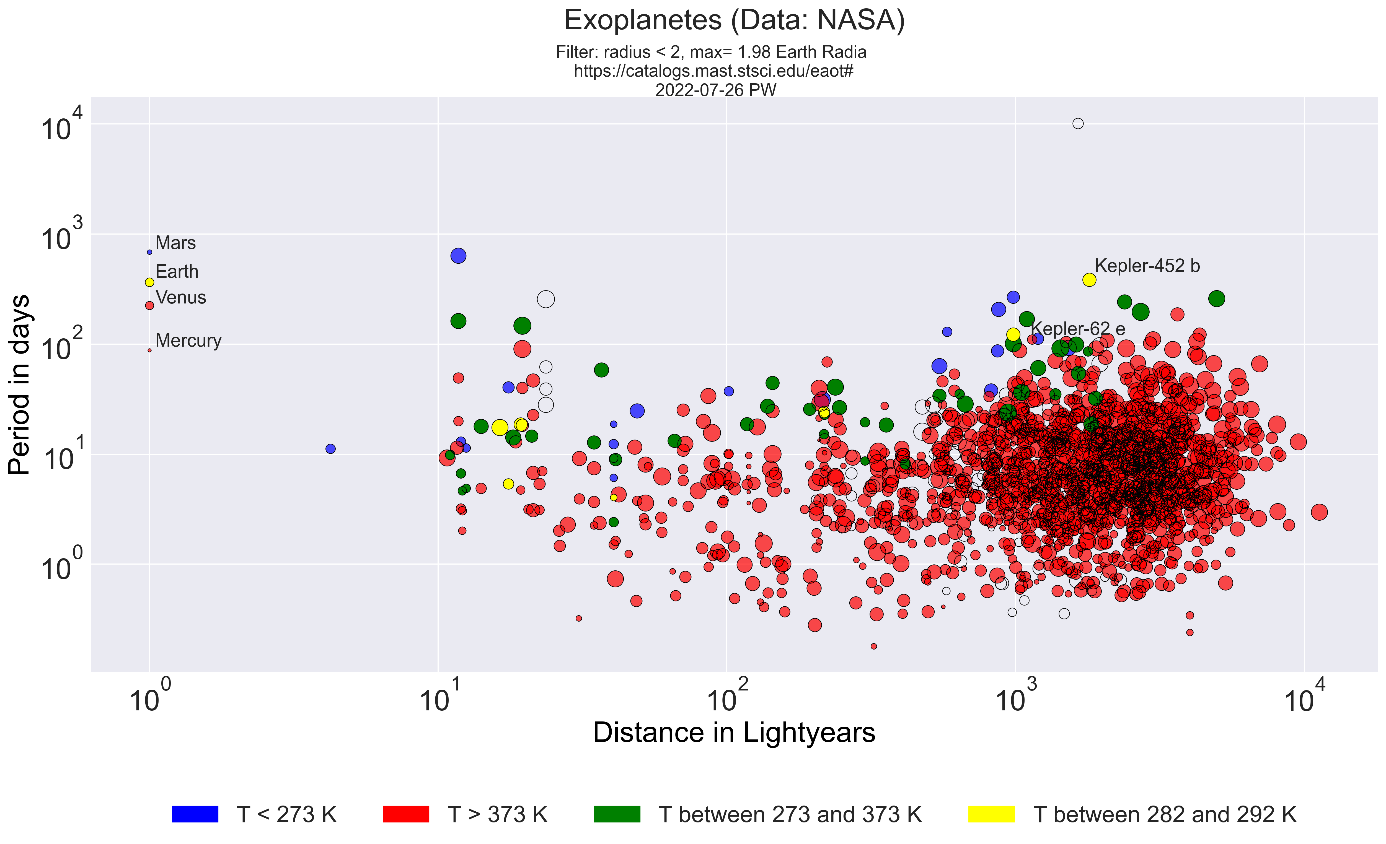 Exoplanetes (Data: NASA)
Filter: radius < 2, max= 1.98 Earth Radia
https://catalogs.mast.stsci.edu/eaot#
2022-07-26 PW
10^4
10^3
10^2
10^1
10^0
Period in days
Mars
Earth
Venus
Mercury
Kepler-452 b
Kepler-62 e
10^0
10^1
10^2
10^3
10^4
Distance in Lightyears
T < 273 K
T > 373 K
T between 273 and 373 K
T between 282 and 292 K